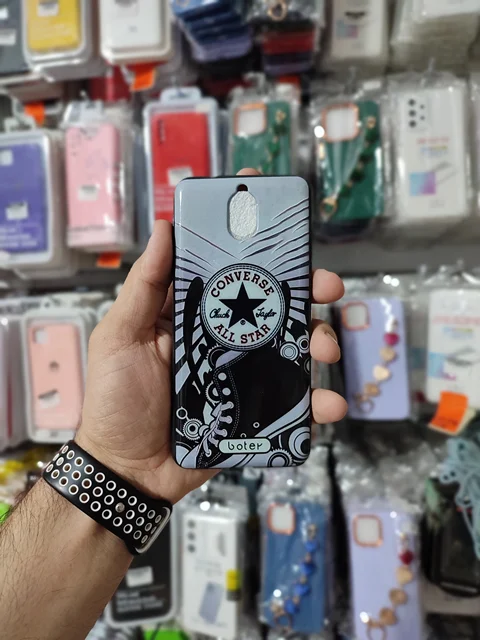 CONVERSE
Chuck Taylor
ALL STAR
boter